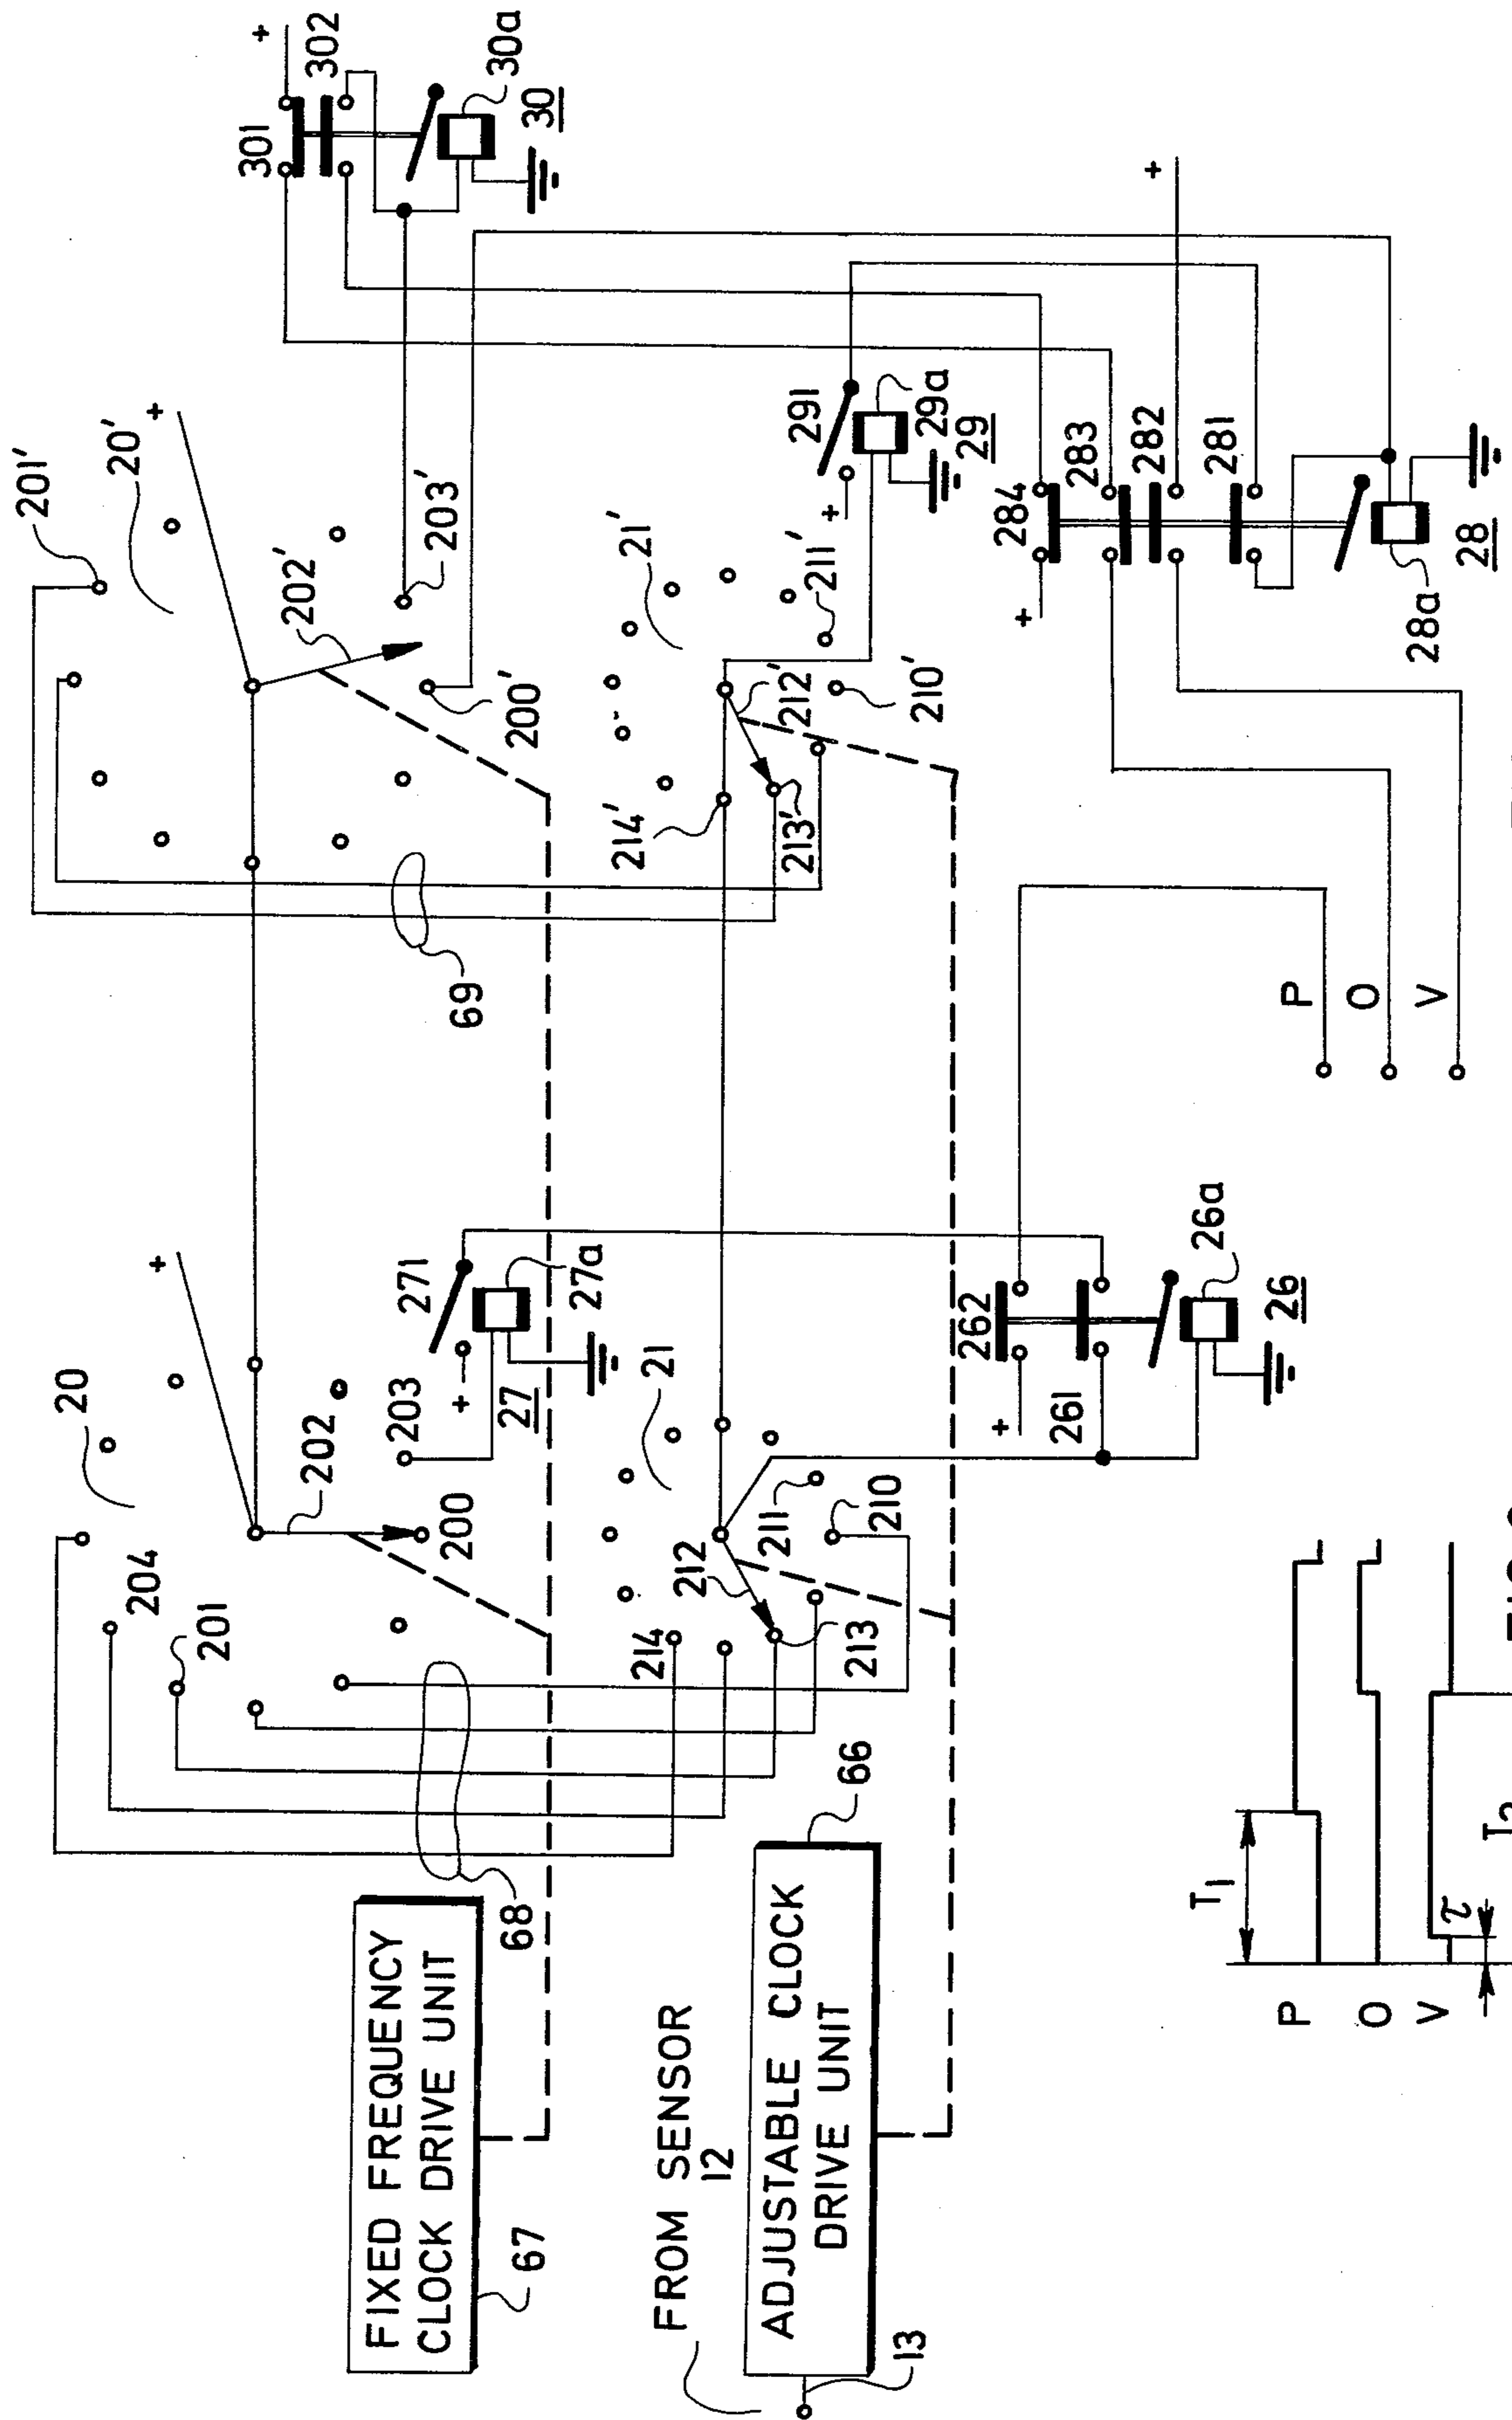 20
20'
201'
+
+
+
301
302
204
201
202
202'
200
203
271
27a
+
27
203'
200'
30a
30
FIXED FREQUENCY
CLOCK DRIVE UNIT
67
68
69
21
21'
214
212
211
210
213
214'
212'
213'
211'
210'
291
29a
29
+
FROM SENSOR
12
ADJUSTABLE CLOCK
DRIVE UNIT
66
13
262
+
261
26a
26
284
+
283
282
+
281
28a
28
P
O
V
T1
P
O
V
τ